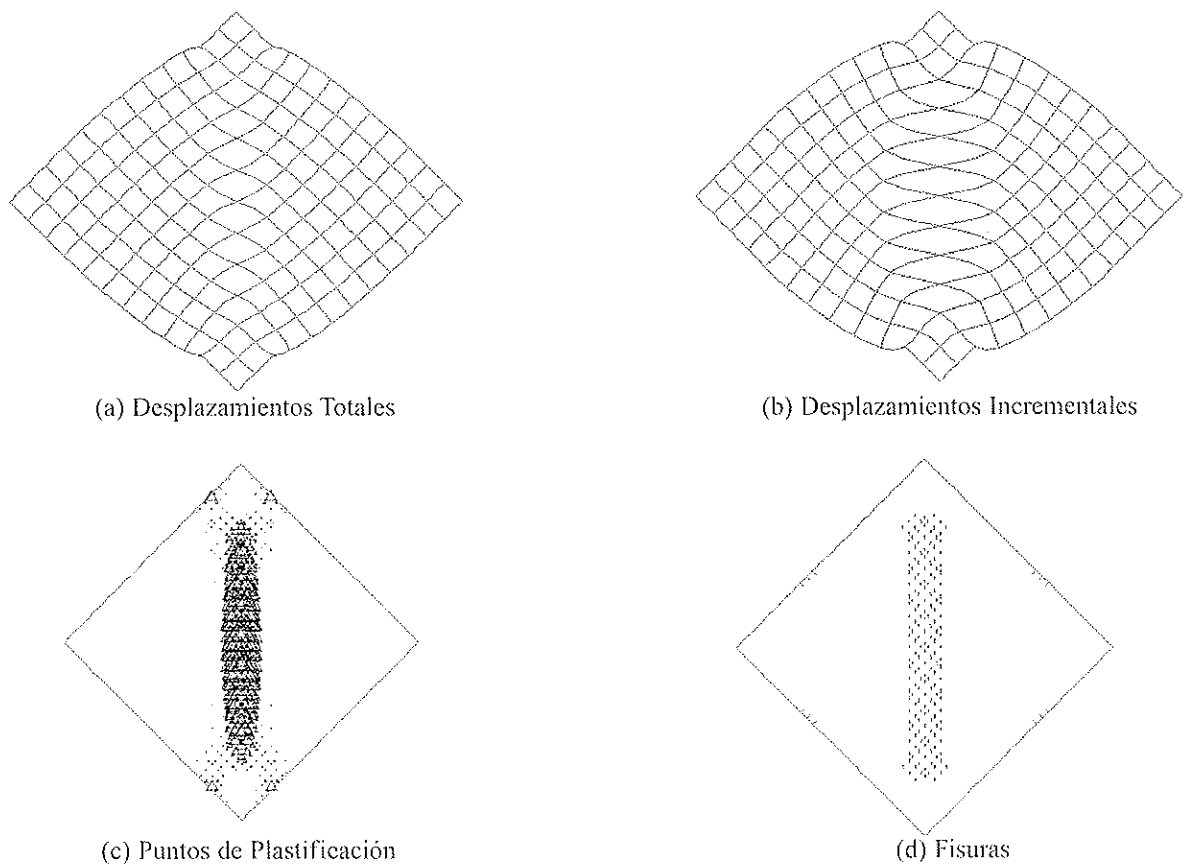 (a) Desplazamientos Totales
(b) Desplazamientos Incrementales
(c) Puntos de Plastificación
(d) Fisuras